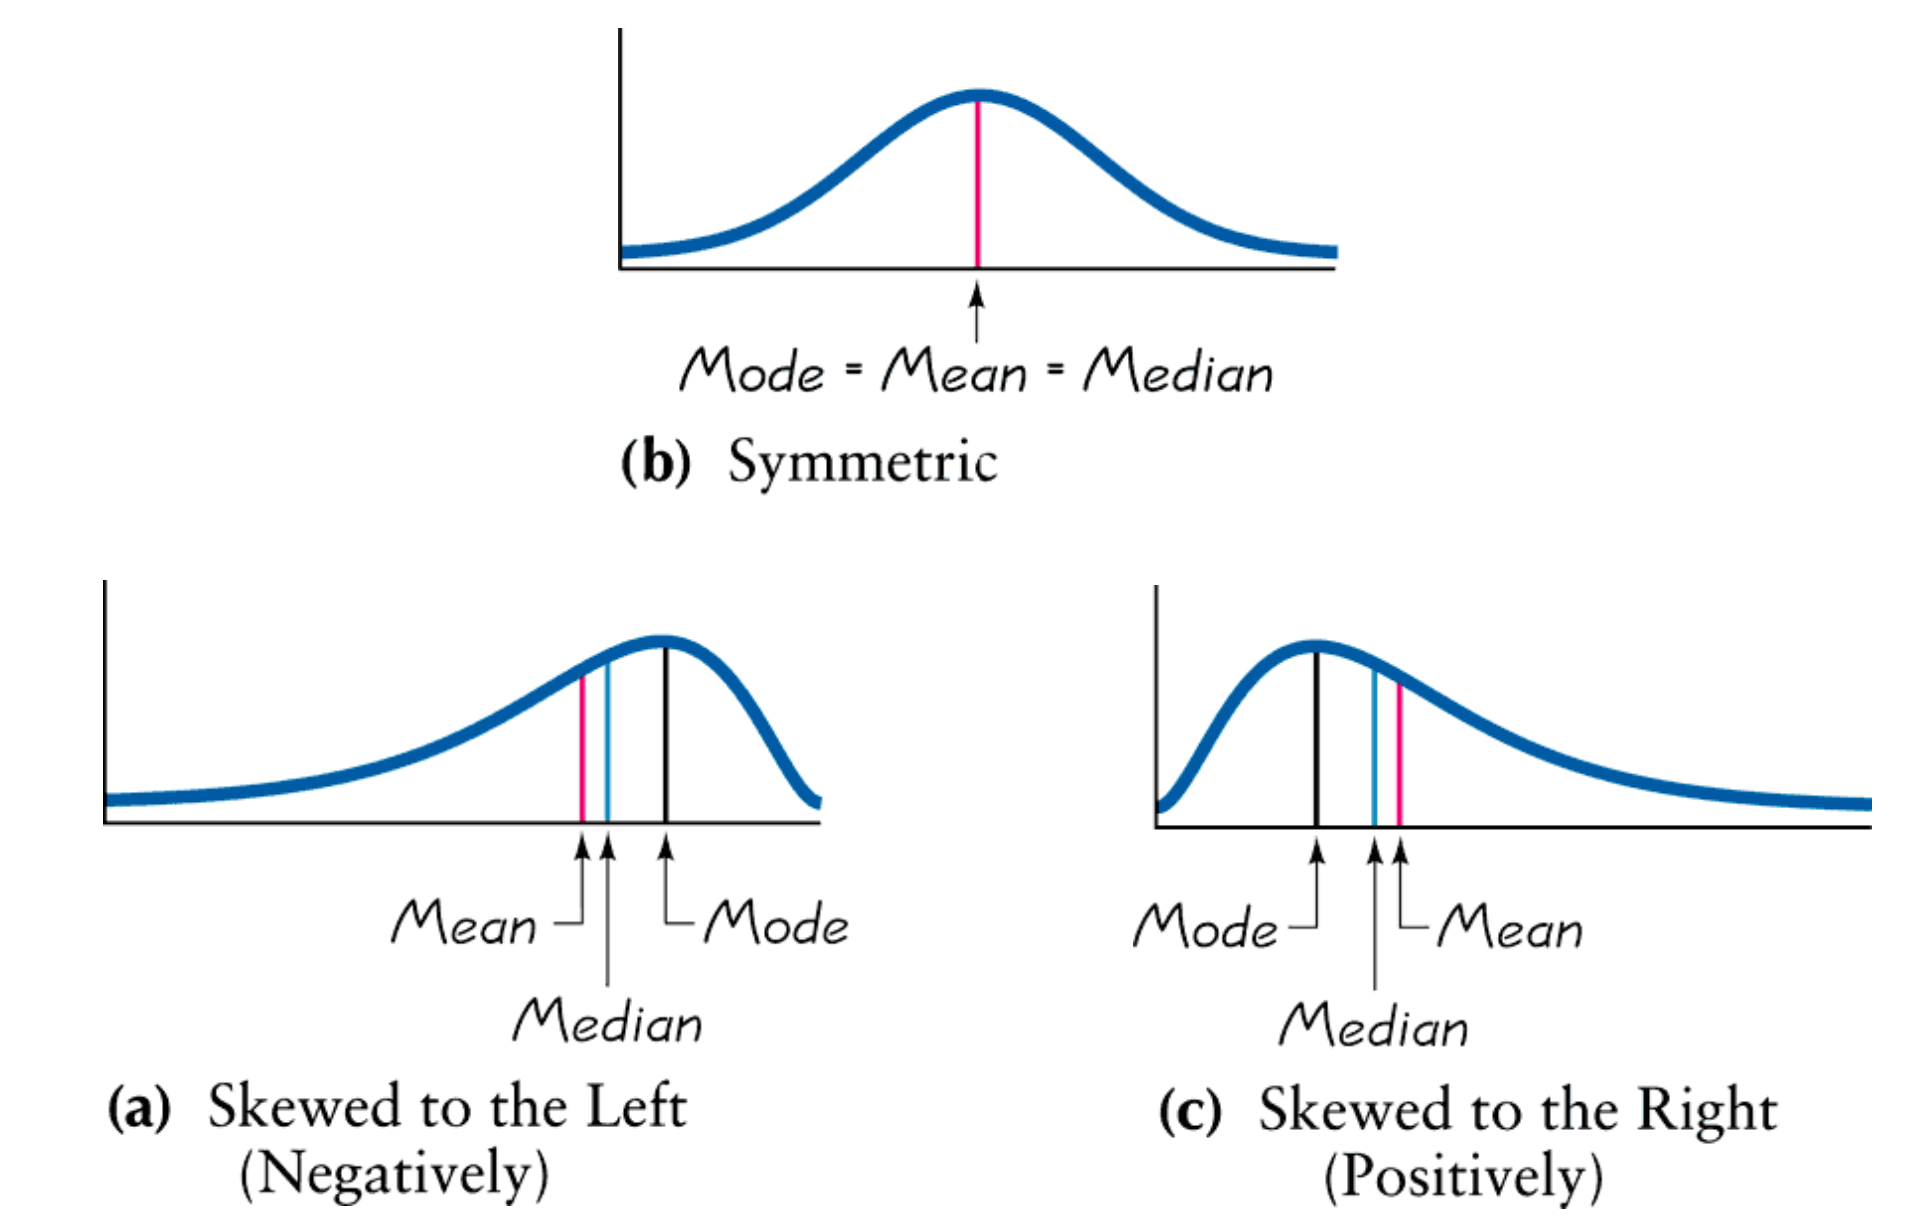 Mode = Mean = Median
(b) Symmetric
Mean
Mode
Median
(a) Skewed to the Left
(Negatively)
Mode
Mean
Median
(c) Skewed to the Right
(Positively)